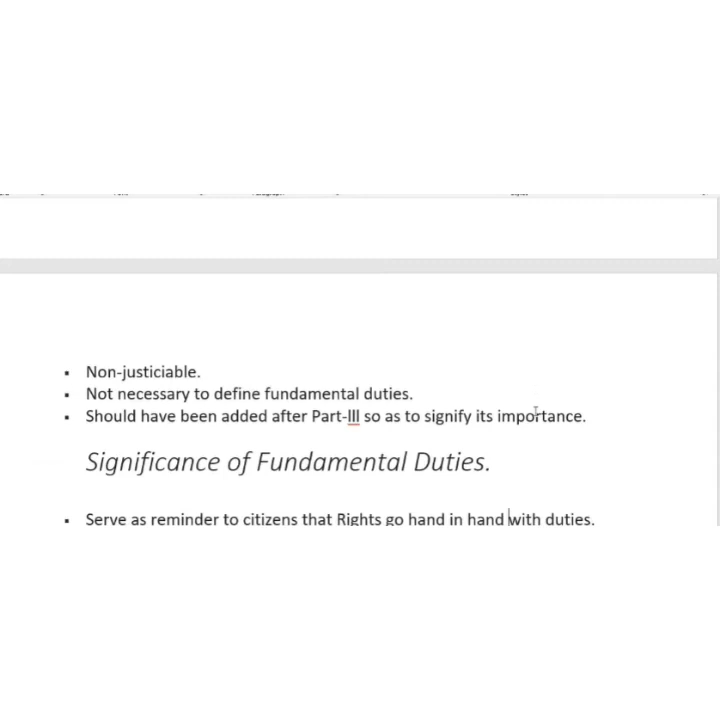 Non-justiciable.
Not necessary to define fundamental duties.
Should have been added after Part-III so as to signify its importance.
Significance of Fundamental Duties.
Serve as reminder to citizens that Rights go hand in hand with duties.